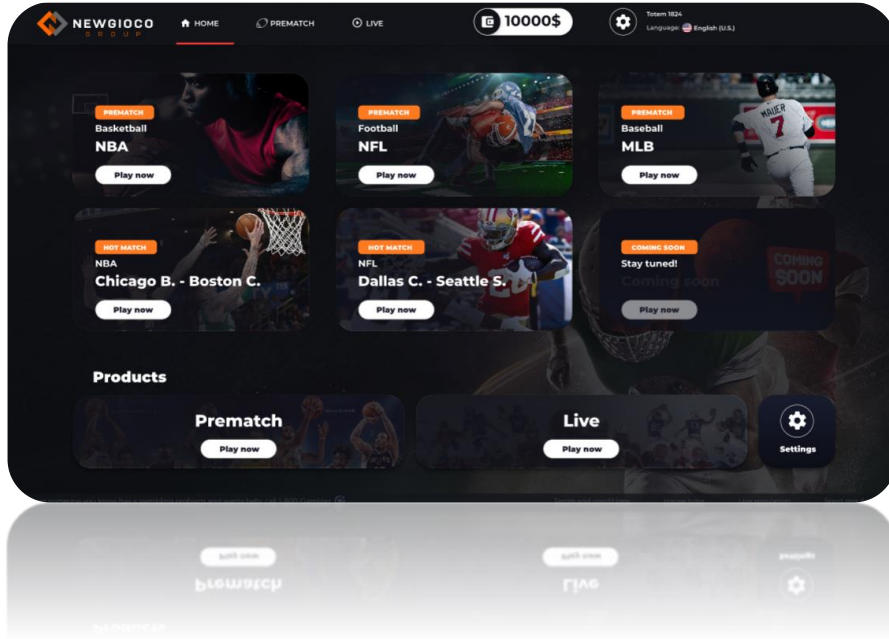 NEWGIOCO
GROUP
HOME
PREMATCH
LIVE
10000$
Totem 1824
Language: English (U.S.)
PREMATCH
Basketball
NBA
Play now
PREMATCH
Football
NFL
Play now
PREMATCH
Baseball
MLB
Play now
MAUER
7
HOT MATCH
NBA
Chicago B. - Boston C.
Play now
HOT MATCH
NFL
Dallas C. - Seattle S.
Play now
COMING SOON
Stay tuned!
Coming soon
Play now
COMING
SOON
Products
Prematch
Play now
Live
Play now
Settings